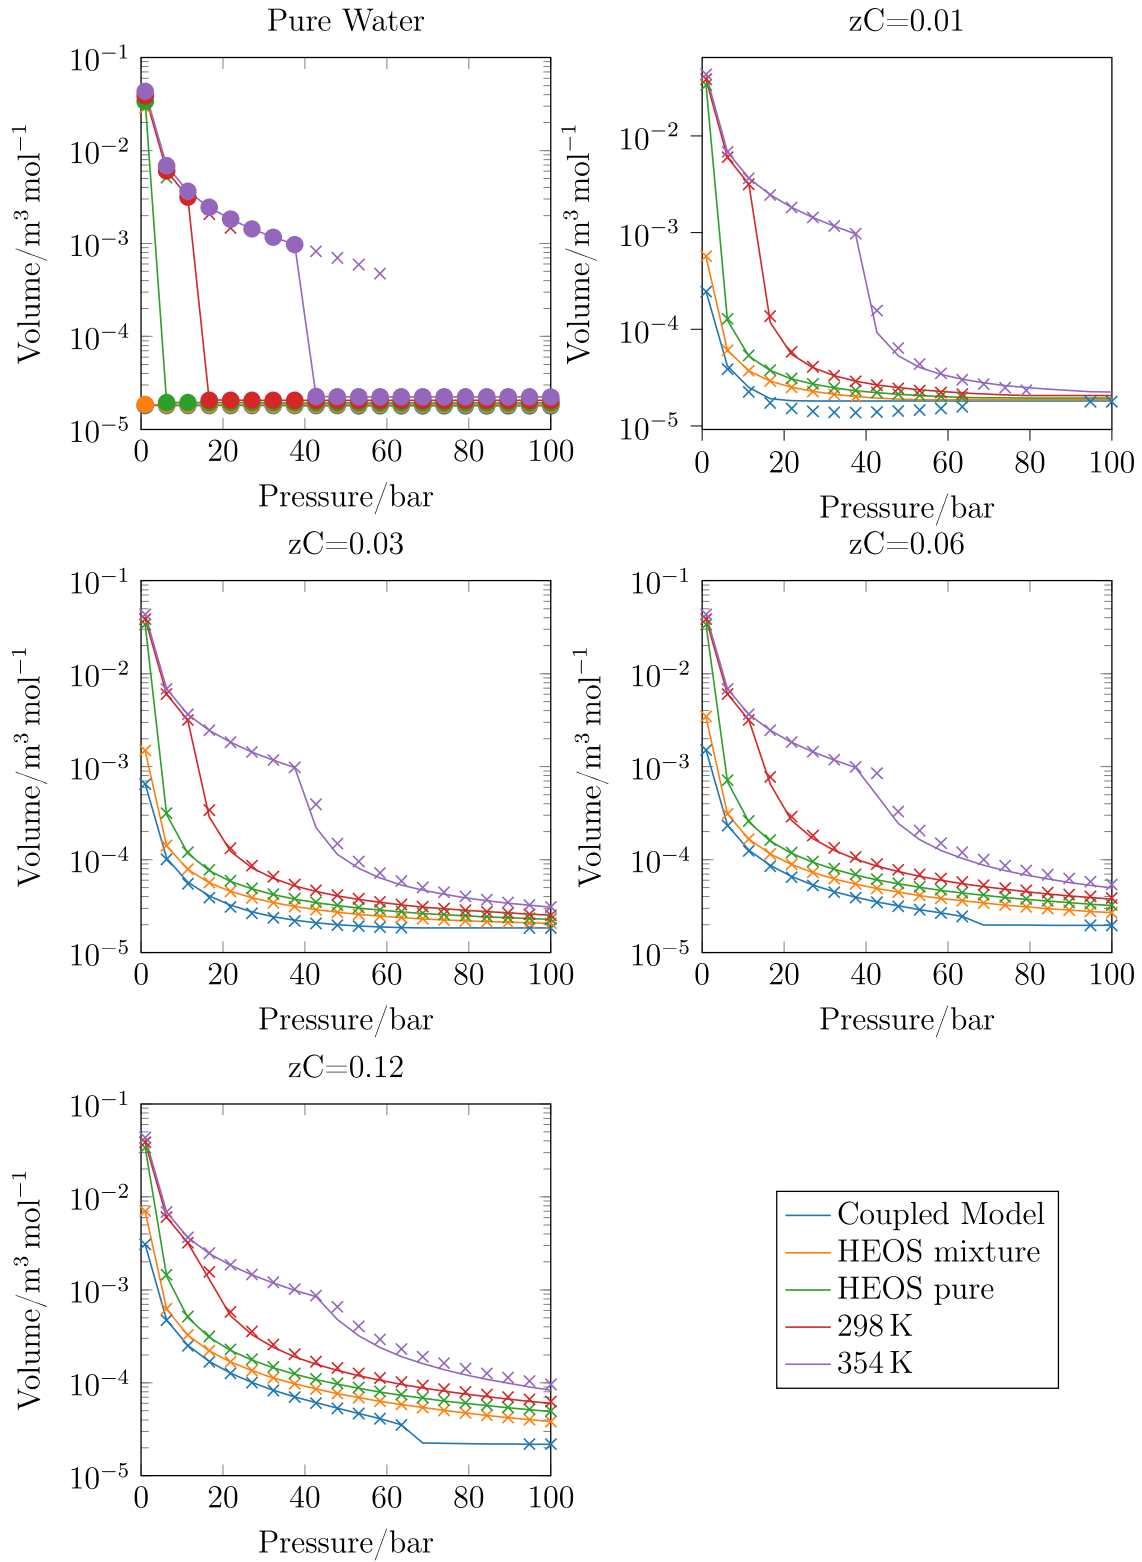 Pure Water
zC=0.01
10⁻¹
10⁻²
10⁻³
10⁻⁴
10⁻⁵
Volume/m³ mol⁻¹
0 20 40 60 80 100
Pressure/bar
10⁻²
10⁻³
10⁻⁴
10⁻⁵
Volume/m³ mol⁻¹
0 20 40 60 80 100
Pressure/bar
zC=0.03
zC=0.06
10⁻¹
10⁻²
10⁻³
10⁻⁴
10⁻⁵
Volume/m³ mol⁻¹
0 20 40 60 80 100
Pressure/bar
10⁻¹
10⁻²
10⁻³
10⁻⁴
10⁻⁵
Volume/m³ mol⁻¹
0 20 40 60 80 100
Pressure/bar
zC=0.12
10⁻¹
10⁻²
10⁻³
10⁻⁴
10⁻�5
Volume/m³ mol⁻¹
0 20 40 60 80 100
Pressure/bar
Coupled Model
HEOS mixture
HEOS pure
298 K
354 K